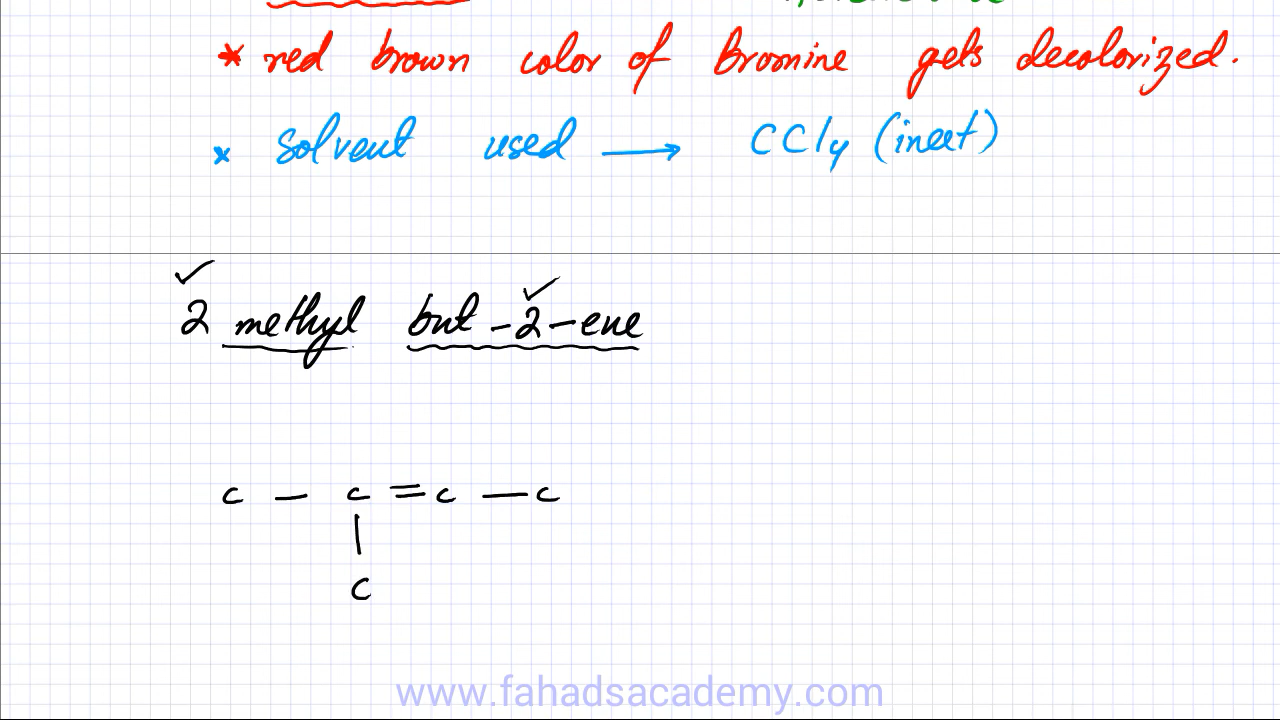 * red brown color of Bromine gets decolorized.
* solvent used → CCl4 (inert)
2 methyl but -2-ene
c - c = c - c
|
c
www.fahadsacademy.com